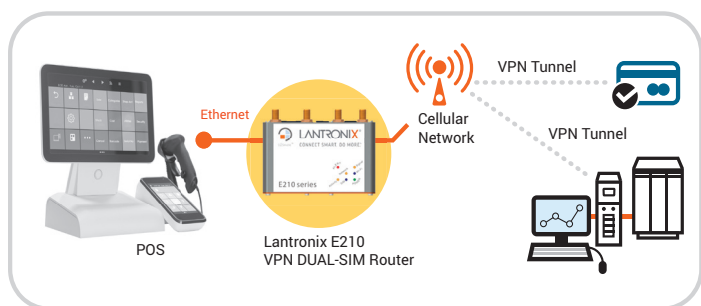 VPN Tunnel
Ethernet
Cellular
Network
VPN Tunnel
LANTRONIX®
CONNECT SMART. DO MORE.®
E210 series
POS
Lantronix E210
VPN DUAL-SIM Router